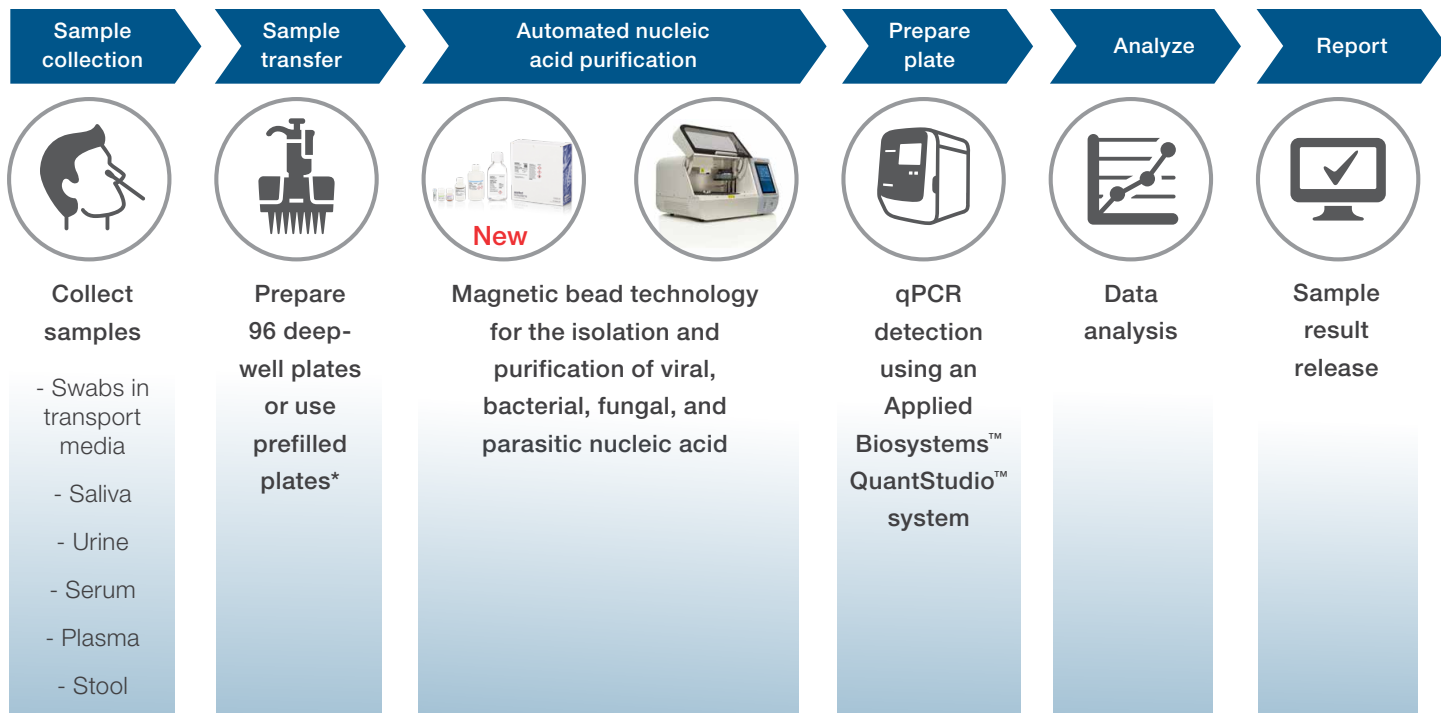 Sample
collection
Sample
transfer
Automated nucleic
acid purification
Prepare
plate
Analyze
Report
New
Collect
samples
- Swabs in
transport
media
- Saliva
- Urine
- Serum
- Plasma
- Stool
Prepare
96 deep-
well plates
or use
prefilled
plates*
Magnetic bead technology
for the isolation and
purification of viral,
bacterial, fungal, and
parasitic nucleic acid
qPCR
detection
using an
Applied
Biosystems™
QuantStudio™
system
Data
analysis
Sample
result
release